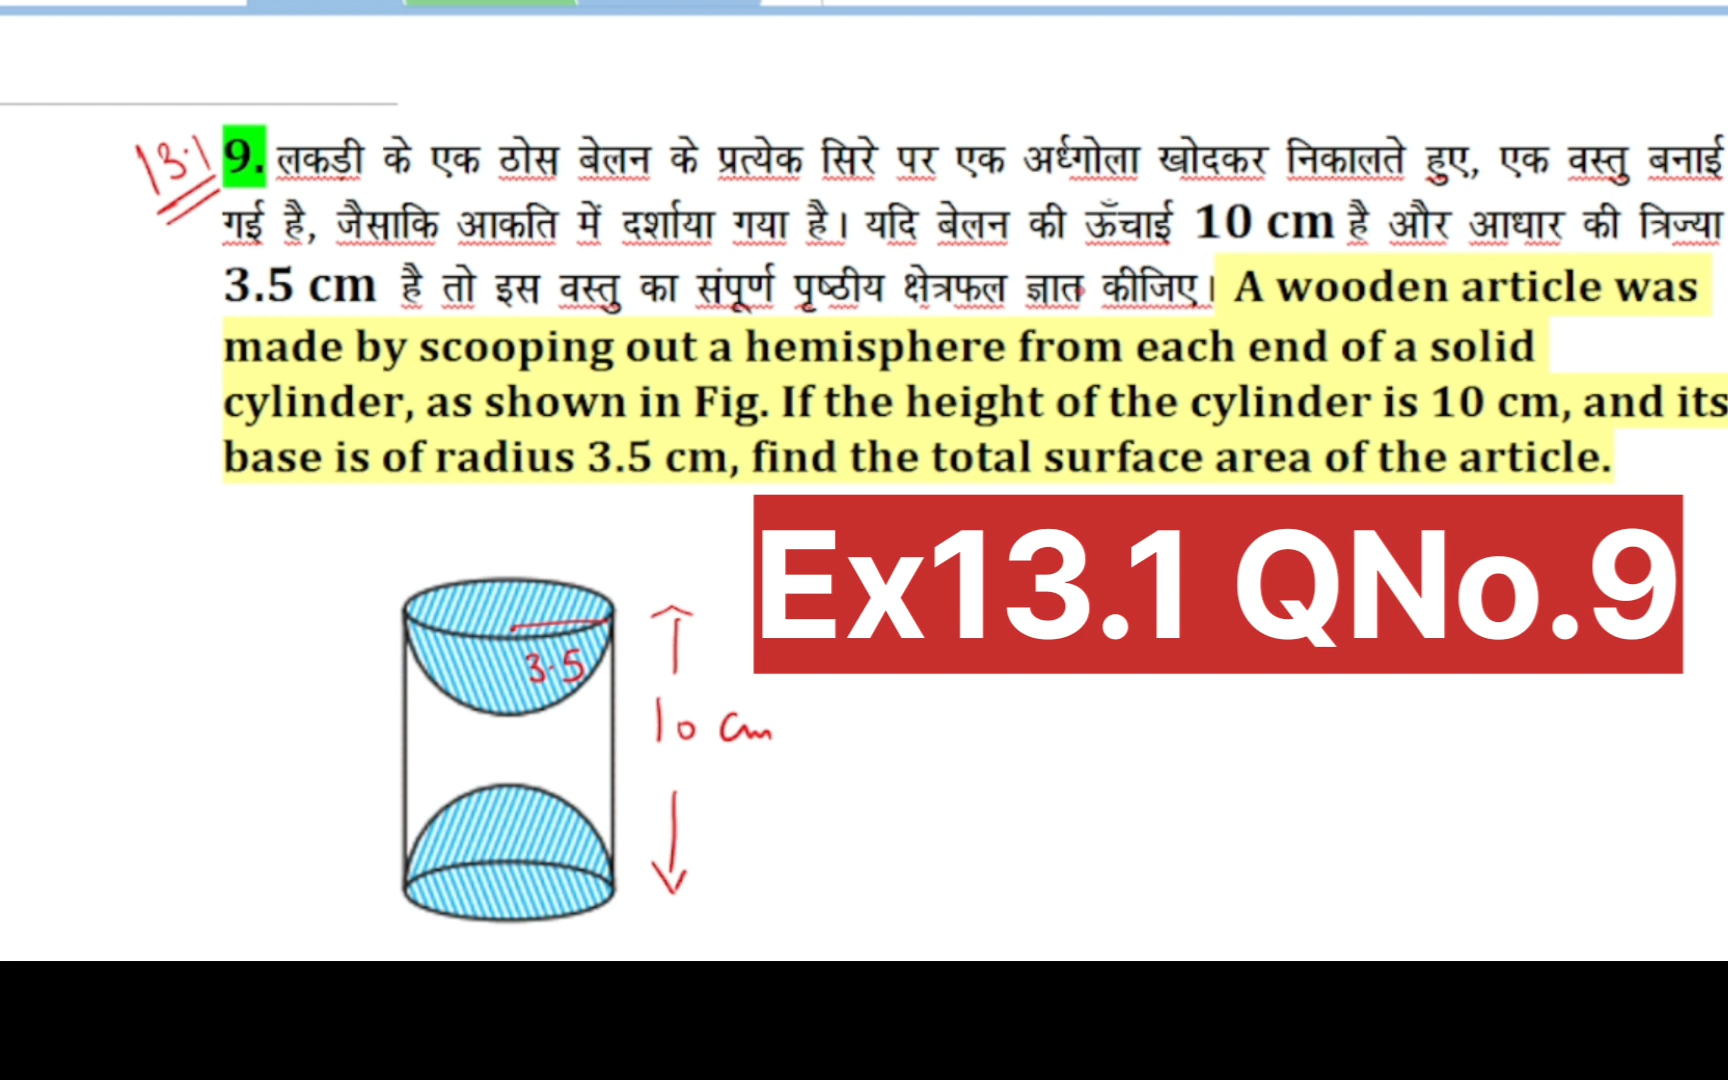 13.1
9. लकड़ी के एक ठोस बेलन के प्रत्येक सिरे पर एक अर्धगोला खोदकर निकालते हुए, एक वस्तु बनाई
गई है, जैसाकि आकति में दर्शाया गया है। यदि बेलन की ऊँचाई 10 cm है और आधार की त्रिज्या
3.5 cm है तो इस वस्तु का संपूर्ण पृष्ठीय क्षेत्रफल ज्ञात कीजिए। A wooden article was
made by scooping out a hemisphere from each end of a solid
cylinder, as shown in Fig. If the height of the cylinder is 10 cm, and its
base is of radius 3.5 cm, find the total surface area of the article.
Ex13.1 QNo.9
3.5
10 cm